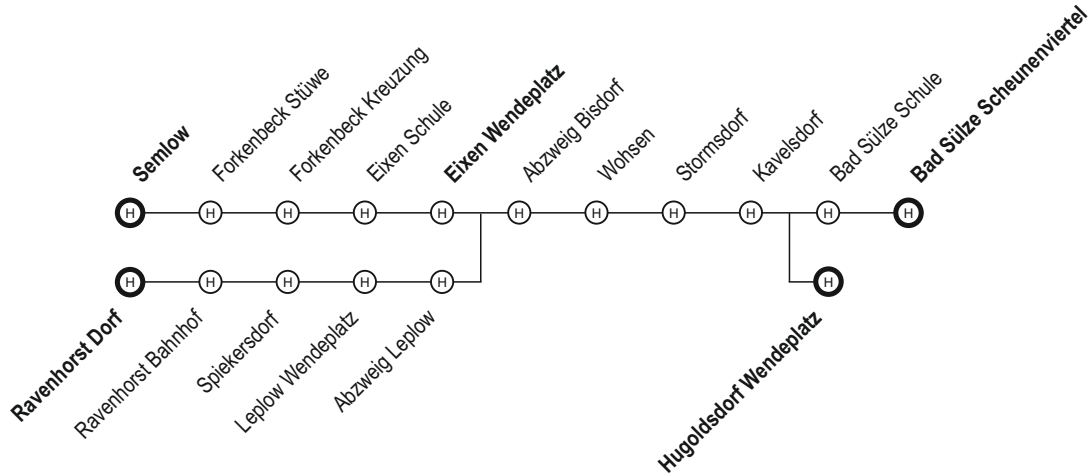 Semlow
Forkenbeck Stüwe
Forkenbeck Kreuzung
Eixen Schule
Eixen Wendeplatz
Abzweig Bisdorf
Wohsen
Stormsdorf
Kavelsdorf
Bad Sülze Schule
Bad Sülze Scheunenviertel
H H H H H H H H H H H
H H H H H H
Ravenhorst Dorf
Ravenhorst Bahnhof
Spiekersdorf
Leplow Wendeplatz
Abzweig Leplow
Hugoldsdorf Wendeplatz